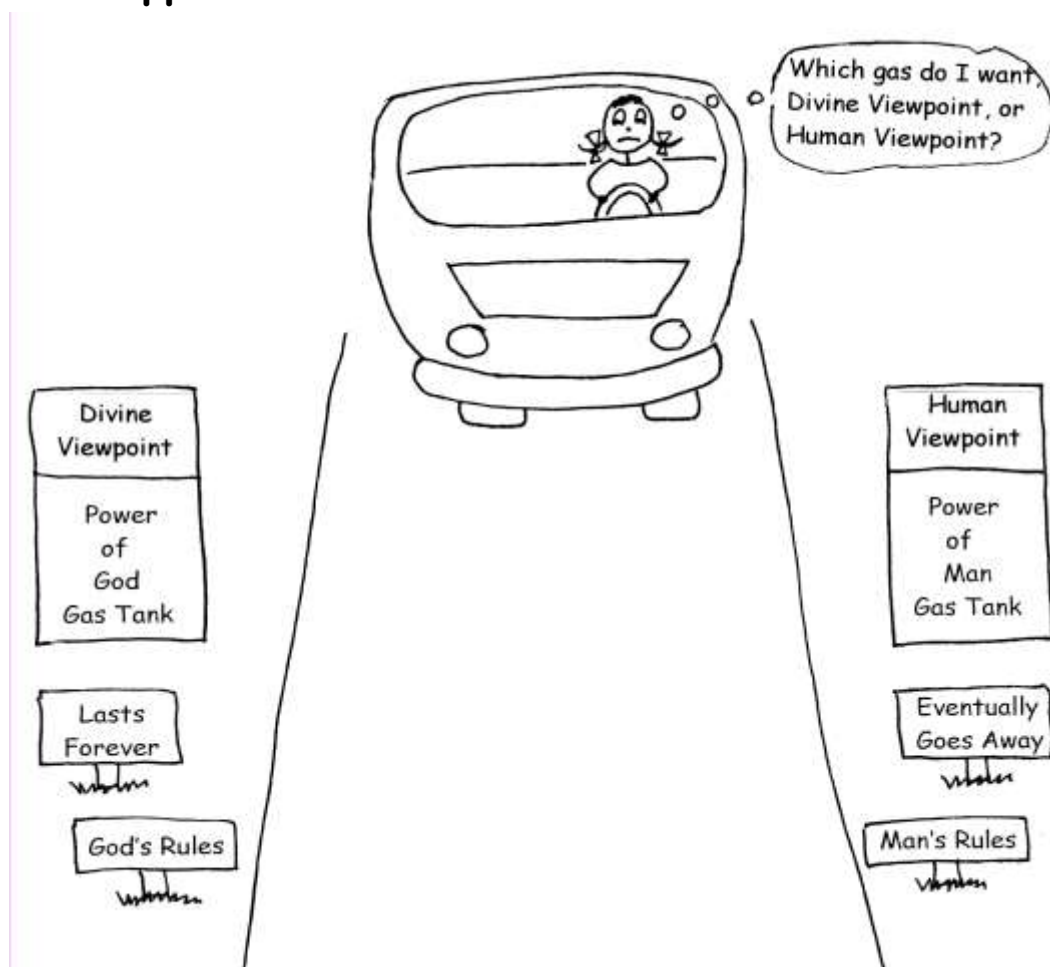 Which gas do I want,
Divine Viewpoint, or
Human Viewpoint?
Divine
Viewpoint
Power
of
God
Gas Tank
Lasts
Forever
God's Rules
Human
Viewpoint
Power
of
Man
Gas Tank
Eventually
Goes Away
Man's Rules